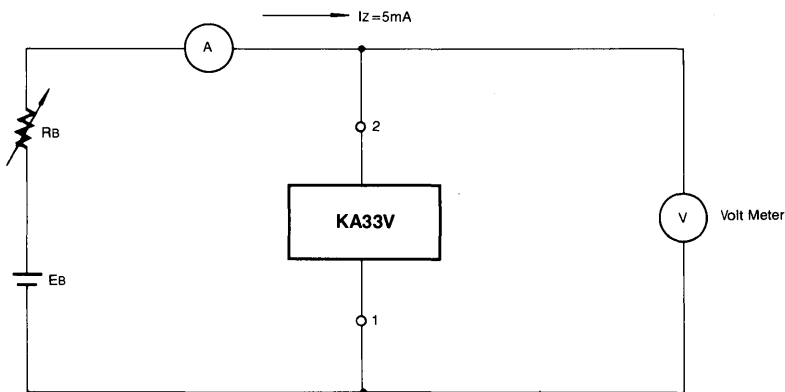 Iz=5mA
A
2
RB
KA33V
V
Volt Meter
EB
1